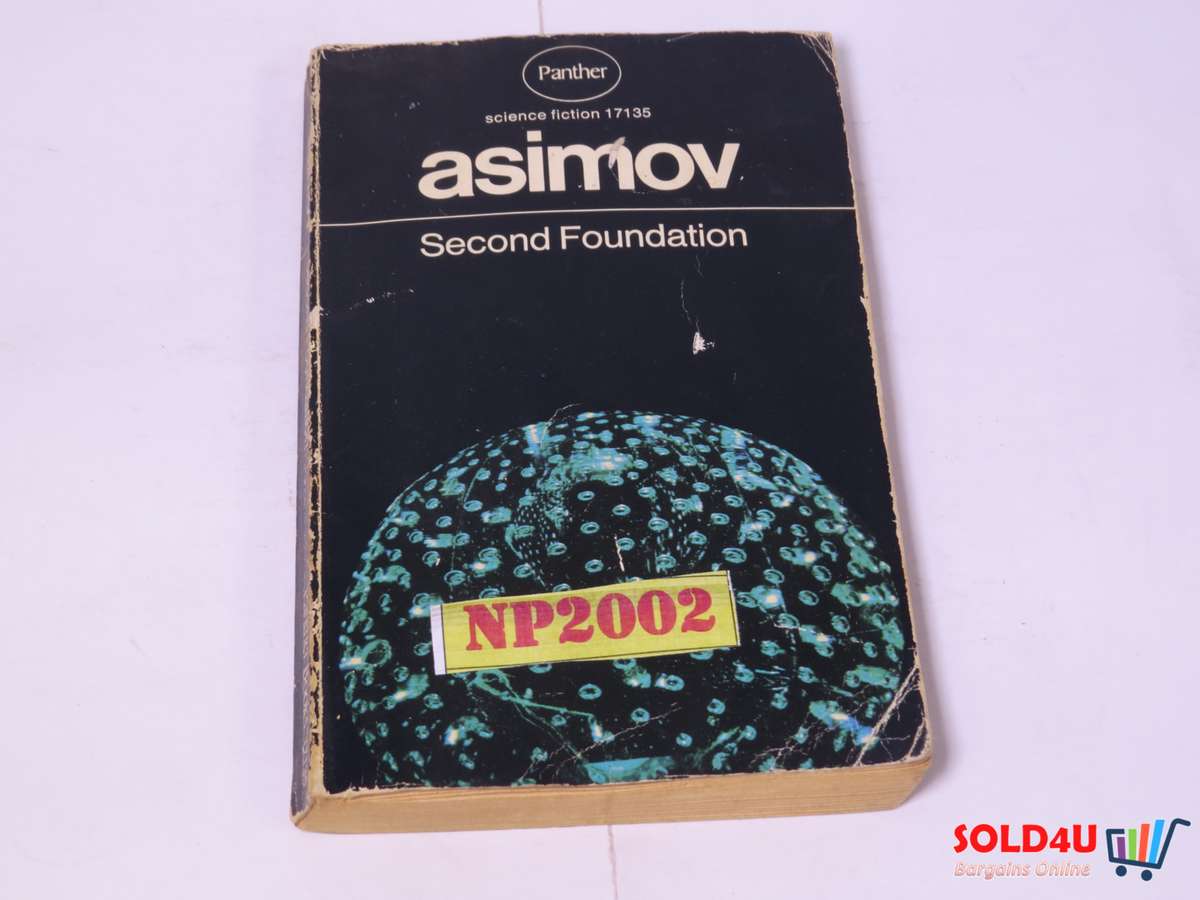 Panther
science fiction 17135
asimov
Second Foundation
NP2002
SOLD4U
Bargains Online